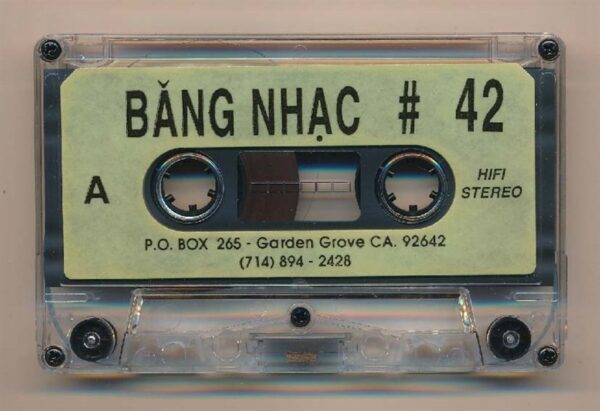 BĂNG NHẠC # 42
A
HIFI
STEREO
P.O. BOX 265 - Garden Grove CA. 92642
(714) 894 - 2428